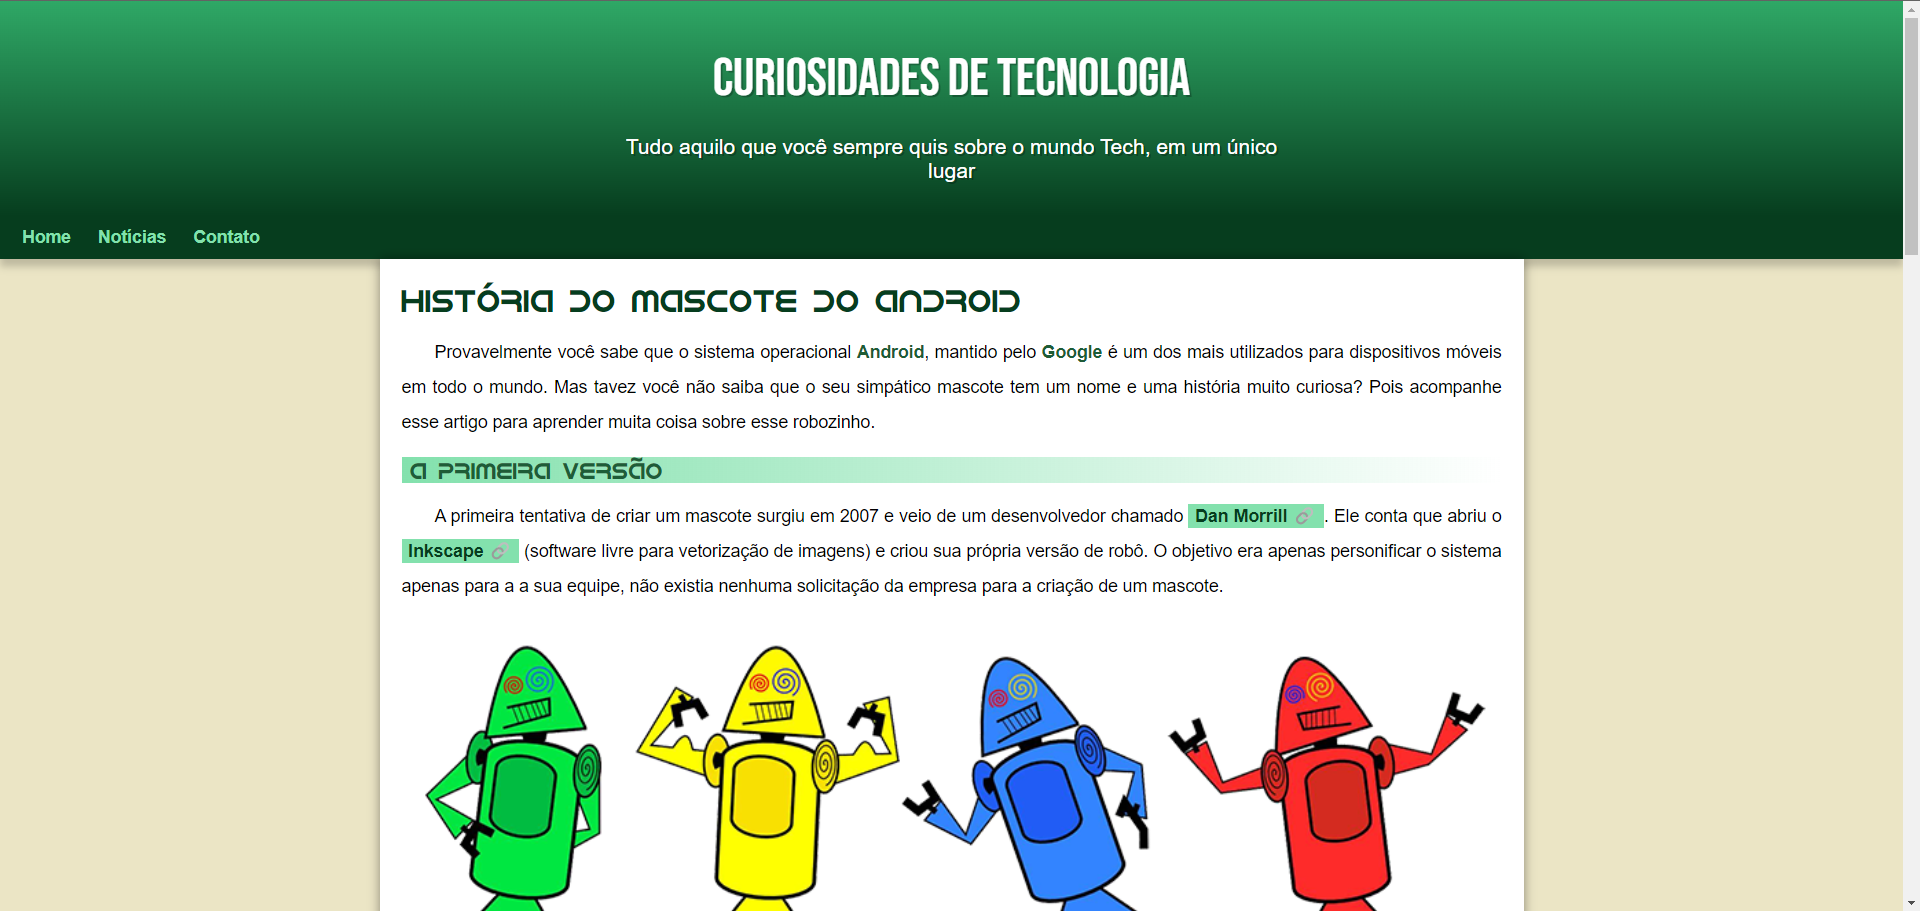 CURIOSIDADES DE TECNOLOGIA
Tudo aquilo que você sempre quis sobre o mundo Tech, em um único
lugar
Home Notícias Contato
HISTÓRIA DO MASCOTE DO ANDROID
Provavelmente você sabe que o sistema operacional Android, mantido pelo Google é um dos mais utilizados para dispositivos móveis
em todo o mundo. Mas tavez você não saiba que o seu simpático mascote tem um nome e uma história muito curiosa? Pois acompanhe
esse artigo para aprender muita coisa sobre esse robozinho.
A PRIMEIRA VERSÃO
A primeira tentativa de criar um mascote surgiu em 2007 e veio de um desenvolvedor chamado Dan Morrill . Ele conta que abriu o
Inkscape (software livre para vetorização de imagens) e criou sua própria versão de robô. O objetivo era apenas personificar o sistema
apenas para a a sua equipe, não existia nenhuma solicitação da empresa para a criação de um mascote.